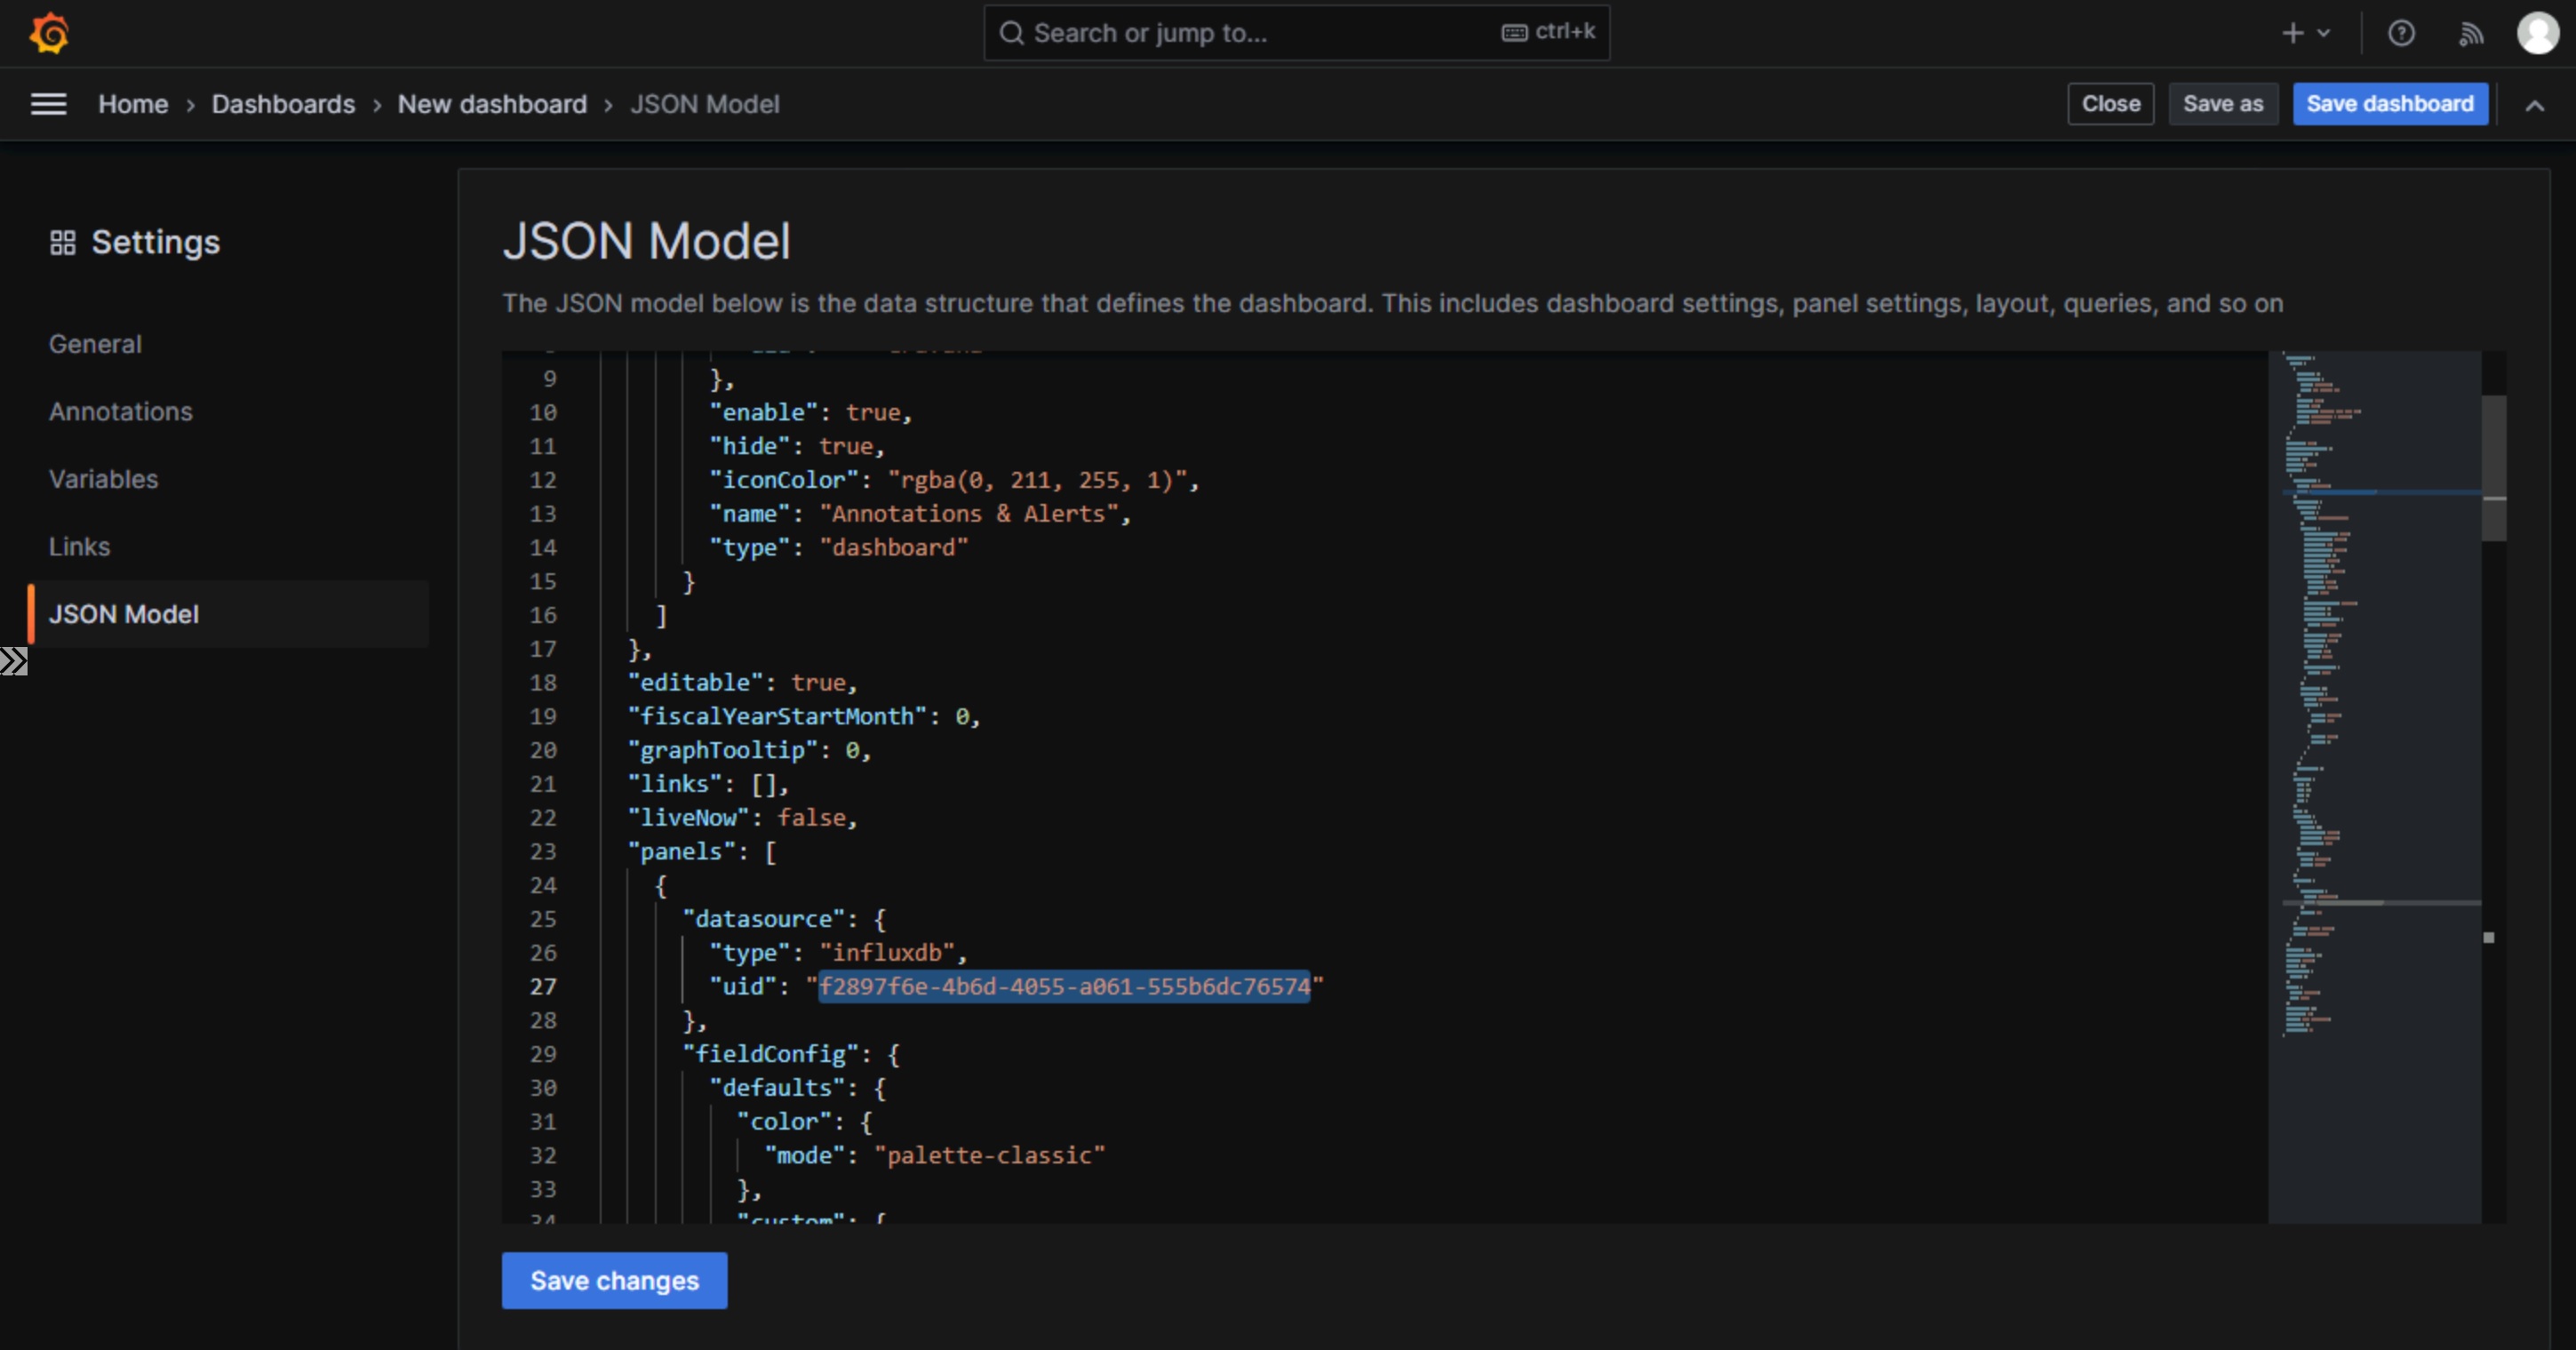 Search or jump to...
ctrl+k
Home › Dashboards › New dashboard › JSON Model
Close
Save as
Save dashboard
Settings
General
Annotations
Variables
Links
JSON Model
JSON Model
The JSON model below is the data structure that defines the dashboard. This includes dashboard settings, panel settings, layout, queries, and so on
9 },
10 "enable": true,
11 "hide": true,
12 "iconColor": "rgba(0, 211, 255, 1)",
13 "name": "Annotations & Alerts",
14 "type": "dashboard"
15 }
16 ]
17 },
18 "editable": true,
19 "fiscalYearStartMonth": 0,
20 "graphTooltip": 0,
21 "links": [],
22 "liveNow": false,
23 "panels": [
24 {
25 "datasource": {
26 "type": "influxdb",
27 "uid": "f2897f6e-4b6d-4055-a061-555b6dc76574"
28 },
29 "fieldConfig": {
30 "defaults": {
31 "color": {
32 "mode": "palette-classic"
33 },
34 "custom": {
Save changes